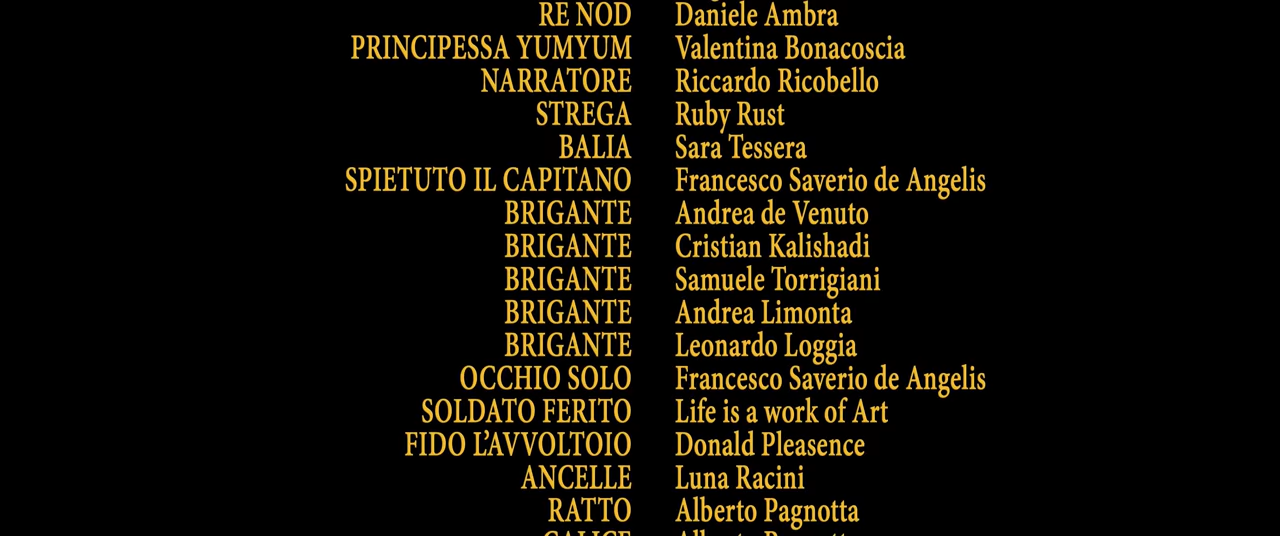 RE NOD Daniele Ambra
PRINCIPESSA YUMYUM Valentina Bonacoscia
NARRATORE Riccardo Ricobello
STREGA Ruby Rust
BALIA Sara Tessera
SPIETUTO IL CAPITANO Francesco Saverio de Angelis
BRIGANTE Andrea de Venuto
BRIGANTE Cristian Kalishadi
BRIGANTE Samuele Torrigiani
BRIGANTE Andrea Limonta
BRIGANTE Leonardo Loggia
OCCHIO SOLO Francesco Saverio de Angelis
SOLDATO FERITO Life is a work of Art
FIDO L'AVVOLTOIO Donald Pleasence
ANCELLE Luna Racini
RATTO Alberto Pagnotta